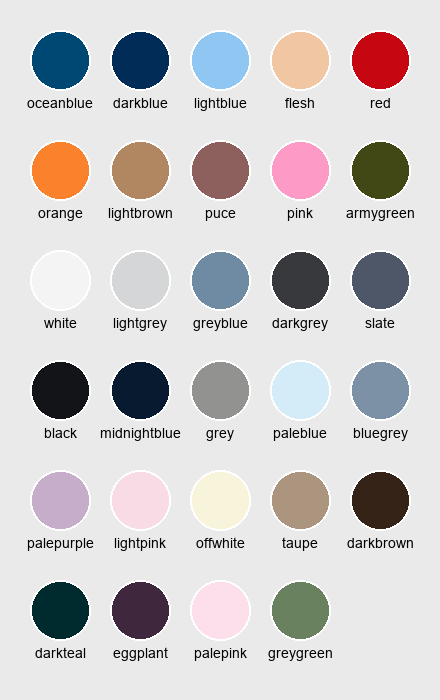 oceanblue darkblue lightblue flesh red
orange lightbrown puce pink armygreen
white lightgrey greyblue darkgrey slate
black midnightblue grey paleblue bluegrey
palepurple lightpink offwhite taupe darkbrown
darkteal eggplant palepink greygreen